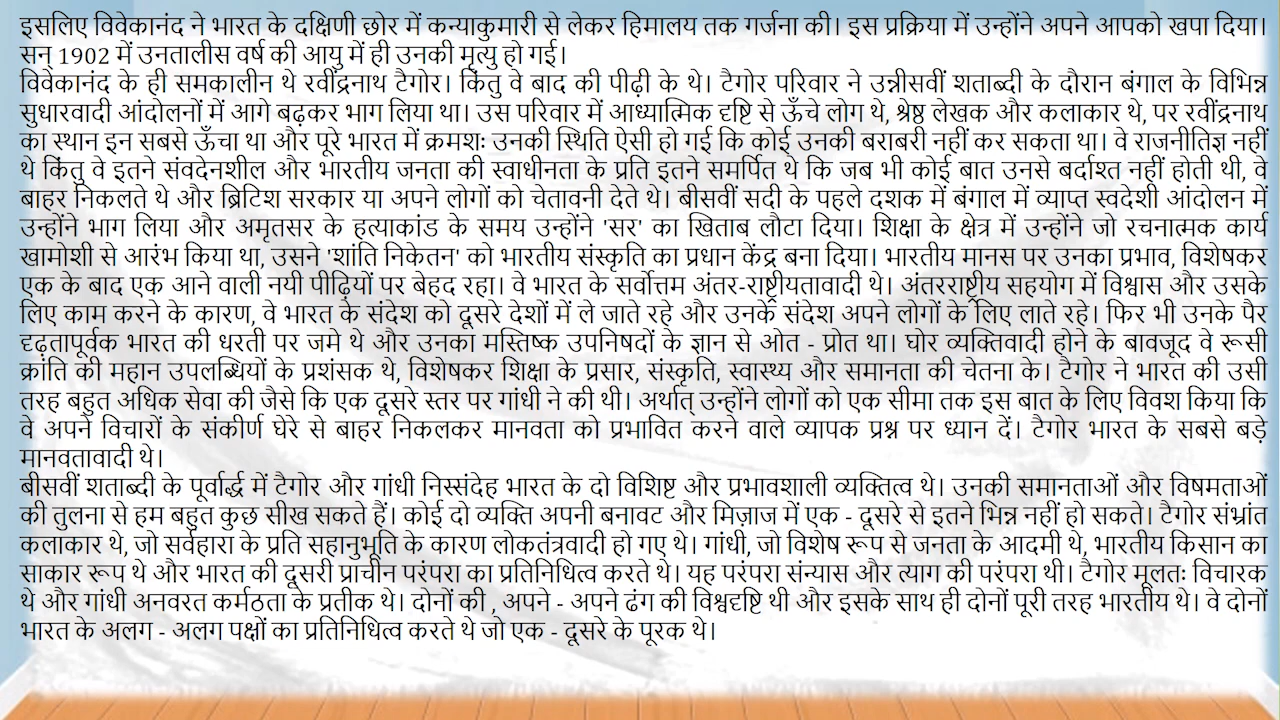 इसलिए विवेकानंद ने भारत के दक्षिणी छोर में कन्याकुमारी से लेकर हिमालय तक गर्जना की। इस प्रक्रिया में उन्होंने अपने आपको खपा दिया।
सन् 1902 में उनतालीस वर्ष की आयु में ही उनकी मृत्यु हो गई।
विवेकानंद के ही समकालीन थे रवींद्रनाथ टैगोर। किंतु वे बाद की पीढ़ी के थे। टैगोर परिवार ने उन्नीसवीं शताब्दी के दौरान बंगाल के विभिन्न
सुधारवादी आंदोलनों में आगे बढ़कर भाग लिया था। उस परिवार में आध्यात्मिक दृष्टि से ऊँचे लोग थे, श्रेष्ठ लेखक और कलाकार थे, पर रवींद्रनाथ
का स्थान इन सबसे ऊँचा था और पूरे भारत में क्रमशः उनकी स्थिति ऐसी हो गई कि कोई उनकी बराबरी नहीं कर सकता था। वे राजनीतिज्ञ नहीं
थे किंतु वे इतने संवदेनशील और भारतीय जनता की स्वाधीनता के प्रति इतने समर्पित थे कि जब भी कोई बात उनसे बर्दाश्त नहीं होती थी, वे
बाहर निकलते थे और ब्रिटिश सरकार या अपने लोगों को चेतावनी देते थे। बीसवीं सदी के पहले दशक में बंगाल में व्याप्त स्वदेशी आंदोलन में
उन्होंने भाग लिया और अमृतसर के हत्याकांड के समय उन्होंने 'सर' का खिताब लौटा दिया। शिक्षा के क्षेत्र में उन्होंने जो रचनात्मक कार्य
खामोशी से आरंभ किया था, उसने 'शांति निकेतन' को भारतीय संस्कृति का प्रधान केंद्र बना दिया। भारतीय मानस पर उनका प्रभाव, विशेषकर
एक के बाद एक आने वाली नयी पीढ़ियों पर बेहद रहा। वे भारत के सर्वोत्तम अंतर-राष्ट्रीयतावादी थे। अंतरराष्ट्रीय सहयोग में विश्वास और उसके
लिए काम करने के कारण, वे भारत के संदेश को दूसरे देशों में ले जाते रहे और उनके संदेश अपने लोगों के लिए लाते रहे। फिर भी उनके पैर
दृढ़तापूर्वक भारत की धरती पर जमे थे और उनका मस्तिष्क उपनिषदों के ज्ञान से ओत - प्रोत था। घोर व्यक्तिवादी होने के बावजूद वे रूसी
क्रांति की महान उपलब्धियों के प्रशंसक थे, विशेषकर शिक्षा के प्रसार, संस्कृति, स्वास्थ्य और समानता की चेतना के। टैगोर ने भारत की उसी
तरह बहुत अधिक सेवा की जैसे कि एक दूसरे स्तर पर गांधी ने की थी। अर्थात् उन्होंने लोगों को एक सीमा तक इस बात के लिए विवश किया कि
वे अपने विचारों के संकीर्ण घेरे से बाहर निकलकर मानवता को प्रभावित करने वाले व्यापक प्रश्न पर ध्यान दें। टैगोर भारत के सबसे बड़े
मानवतावादी थे।
बीसवीं शताब्दी के पूर्वार्द्ध में टैगोर और गांधी निस्संदेह भारत के दो विशिष्ट और प्रभावशाली व्यक्तित्व थे। उनकी समानताओं और विषमताओं
की तुलना से हम बहुत कुछ सीख सकते हैं। कोई दो व्यक्ति अपनी बनावट और मिज़ाज में एक - दूसरे से इतने भिन्न नहीं हो सकते। टैगोर संभ्रांत
कलाकार थे, जो सर्वहारा के प्रति सहानुभूति के कारण लोकतंत्रवादी हो गए थे। गांधी, जो विशेष रूप से जनता के आदमी थे, भारतीय किसान का
साकार रूप थे और भारत की दूसरी प्राचीन परंपरा का प्रतिनिधित्व करते थे। यह परंपरा संन्यास और त्याग की परंपरा थी। टैगोर मूलतः विचारक
थे और गांधी अनवरत कर्मठता के प्रतीक थे। दोनों की , अपने - अपने ढंग की विश्वदृष्टि थी और इसके साथ ही दोनों पूरी तरह भारतीय थे। वे दोनों
भारत के अलग - अलग पक्षों का प्रतिनिधित्व करते थे जो एक - दूसरे के पूरक थे।